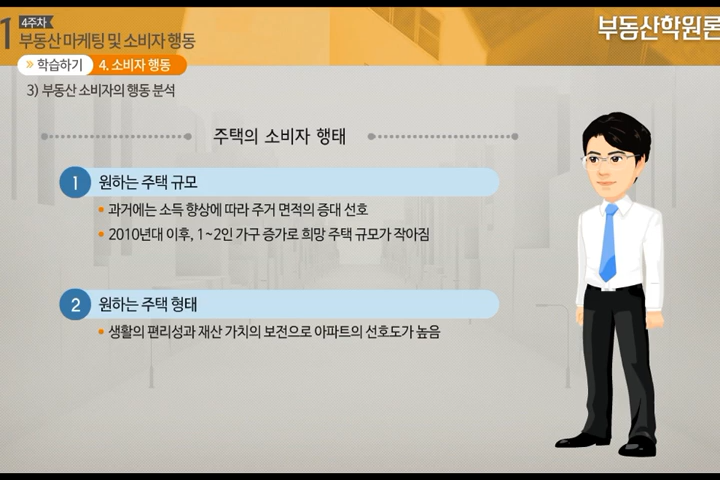 4주차
1 부동산 마케팅 및 소비자 행동
부동산학원론
» 학습하기 4. 소비자 행동
3) 부동산 소비자의 행동 분석
주택의 소비자 행태
1 원하는 주택 규모
• 과거에는 소득 향상에 따라 주거 면적의 증대 선호
• 2010년대 이후, 1~2인 가구 증가로 희망 주택 규모가 작아짐
2 원하는 주택 형태
• 생활의 편리성과 재산 가치의 보전으로 아파트의 선호도가 높음